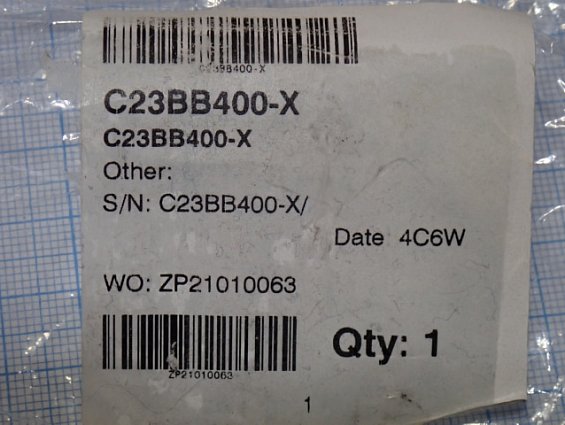 C23BB400-X
C23BB400-X
C23BB400-X
Other:
S/N: C23BB400-X/
Date 4C6W
WO: ZP21010063
ZP21010063
Qty: 1
1